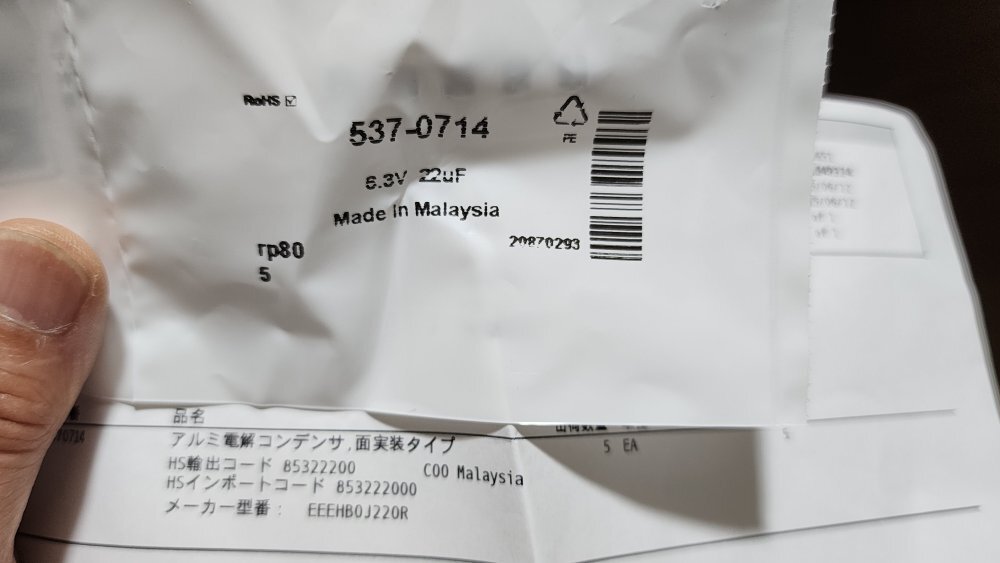 RoHS ☑
537-0714
PE
6.3V 22uF
Made in Malaysia
20870293
rp80
5
品名
アルミ電解コンデンサ,面実装タイプ
5 EA
5
HS輸出コード 85322200
COO Malaysia
HSインポートコード 853222000
メーカー型番： EEEHB0J220R